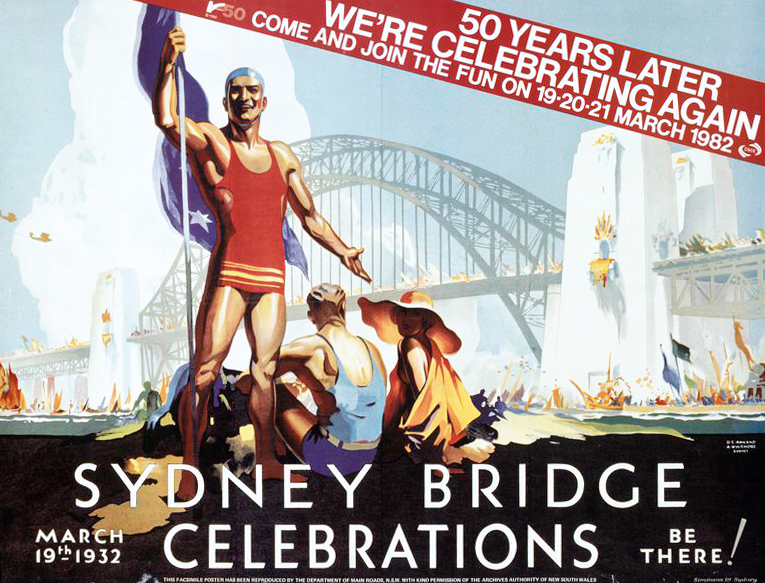 50
50 YEARS LATER
WE'RE CELEBRATING AGAIN
COME AND JOIN THE FUN ON 19·20·21 MARCH 1982
SYDNEY BRIDGE
CELEBRATIONS
MARCH
19th-1932
BE
THERE!
THIS FACSIMILE POSTER HAS BEEN REPRODUCED BY THE DEPARTMENT OF MAIN ROADS, N.S.W. WITH KIND PERMISSION OF THE ARCHIVES AUTHORITY OF NEW SOUTH WALES